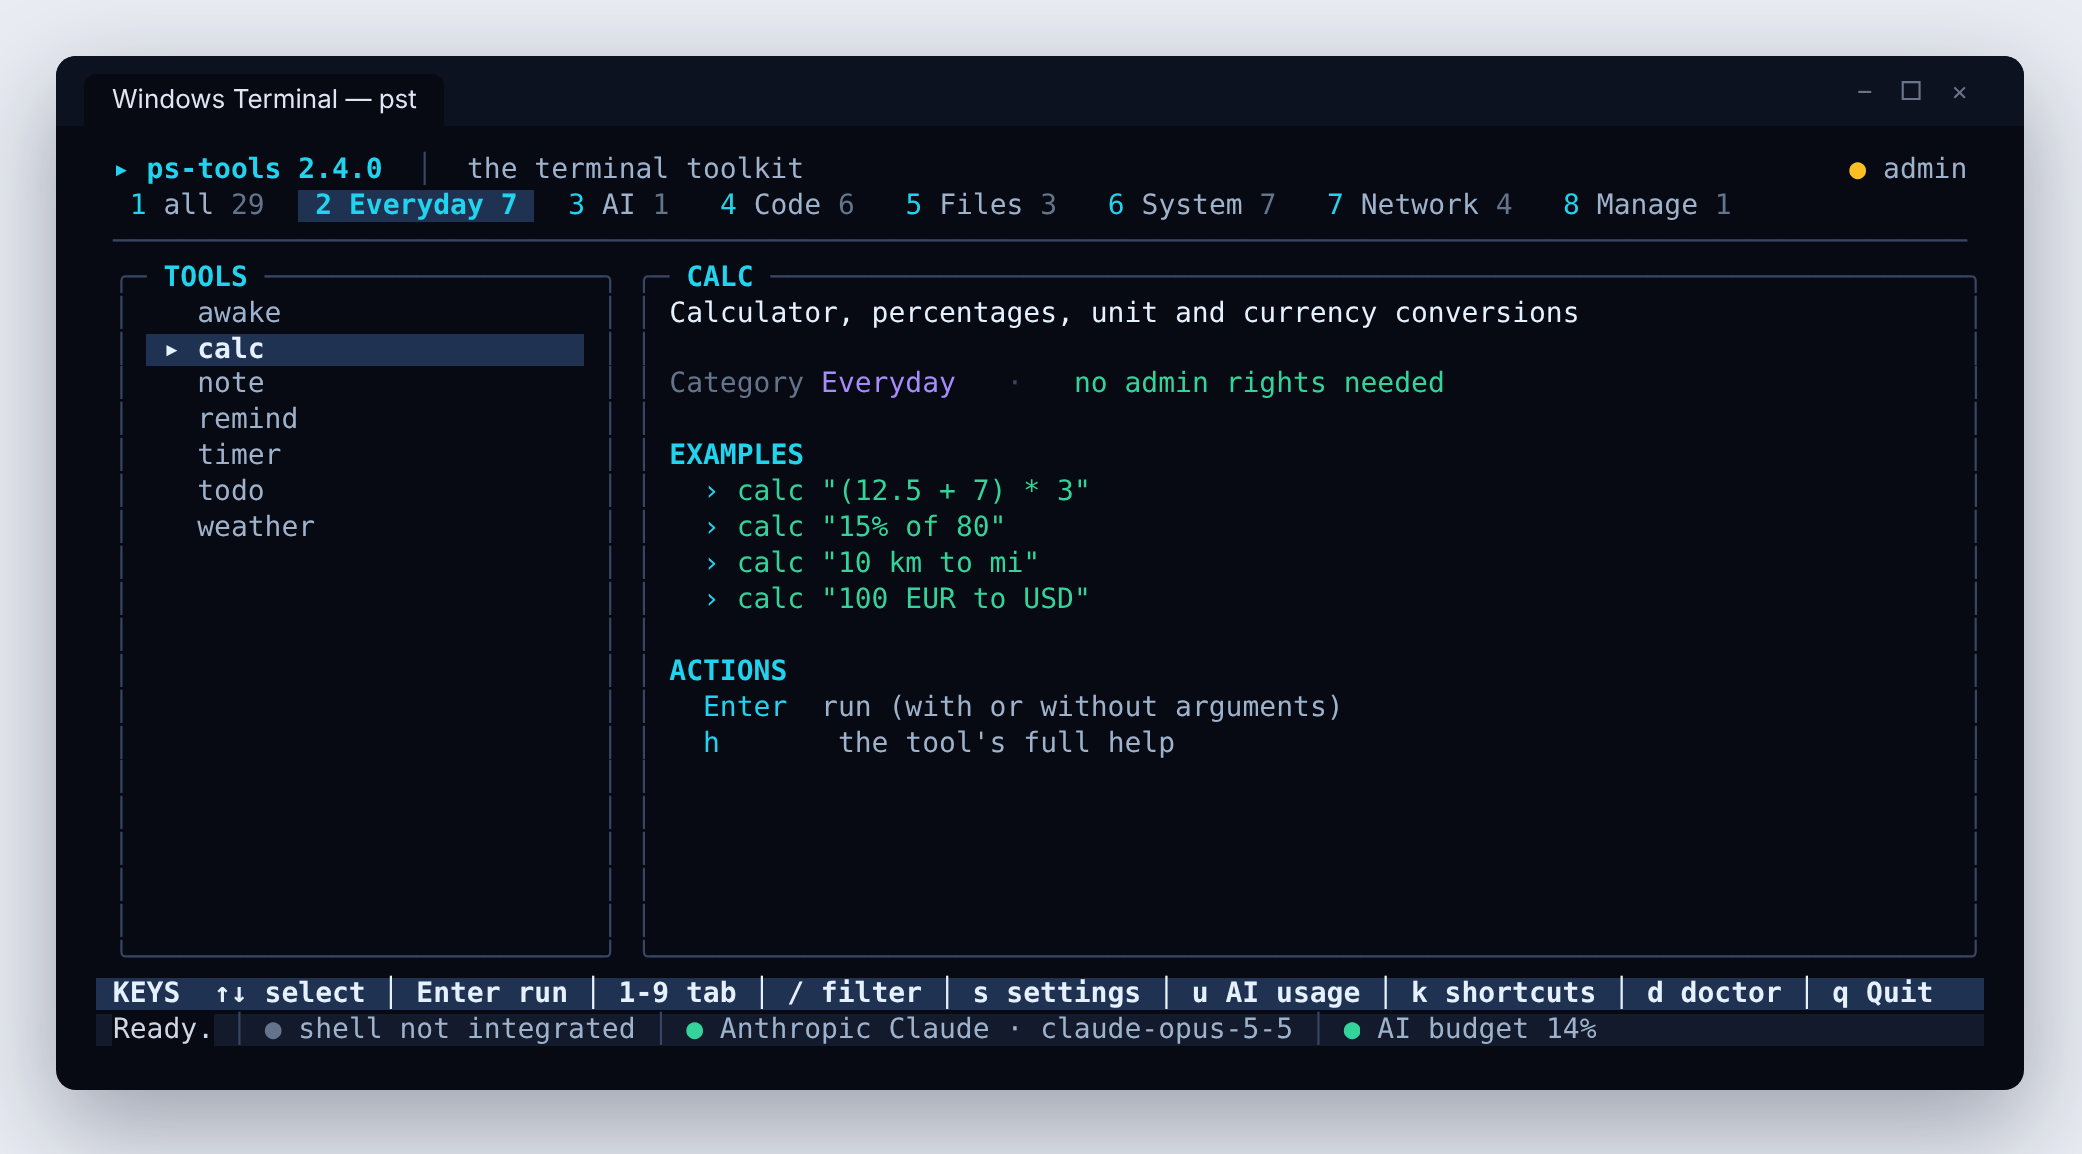 Windows Terminal — pst
▸ ps-tools 2.4.0 │ the terminal toolkit ● admin
1 all 29 2 Everyday 7 3 AI 1 4 Code 6 5 Files 3 6 System 7 7 Network 4 8 Manage 1
TOOLS
awake
▸ calc
note
remind
timer
todo
weather
CALC
Calculator, percentages, unit and currency conversions
Category Everyday · no admin rights needed
EXAMPLES
› calc "(12.5 + 7) * 3"
› calc "15% of 80"
› calc "10 km to mi"
› calc "100 EUR to USD"
ACTIONS
Enter run (with or without arguments)
h the tool's full help
KEYS ↑↓ select │ Enter run │ 1-9 tab │ / filter │ s settings │ u AI usage │ k shortcuts │ d doctor │ q Quit
Ready. │ ● shell not integrated │ ● Anthropic Claude · claude-opus-5-5 │ ● AI budget 14%